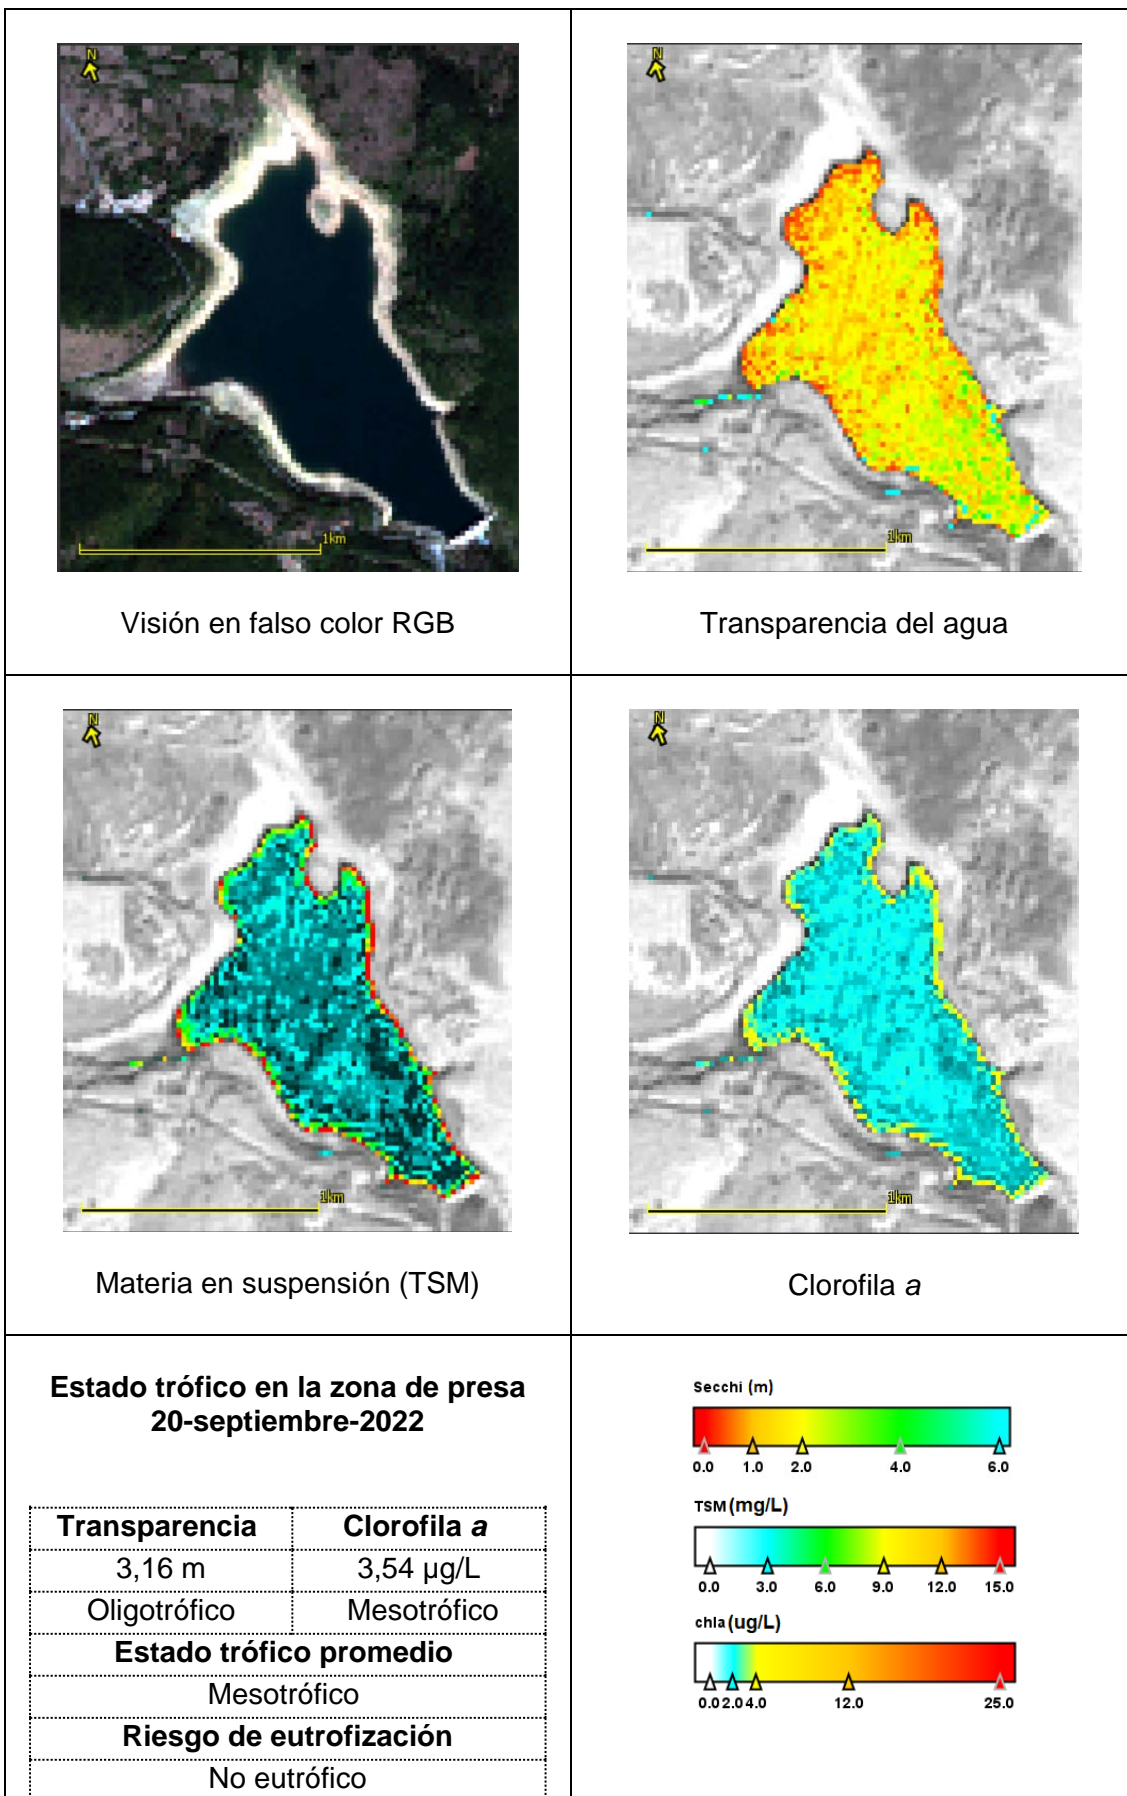 N
1km
Visión en falso color RGB
N
1km
Transparencia del agua
N
1km
Materia en suspensión (TSM)
N
1km
Clorofila a
Estado trófico en la zona de presa
20-septiembre-2022
Transparencia Clorofila a
3,16 m 3,54 µg/L
Oligotrófico Mesotrófico
Estado trófico promedio
Mesotrófico
Riesgo de eutrofización
No eutrófico
Secchi (m)
0.0 1.0 2.0 4.0 6.0
TSM (mg/L)
0.0 3.0 6.0 9.0 12.0 15.0
chla (ug/L)
0.0 2.0 4.0 12.0 25.0